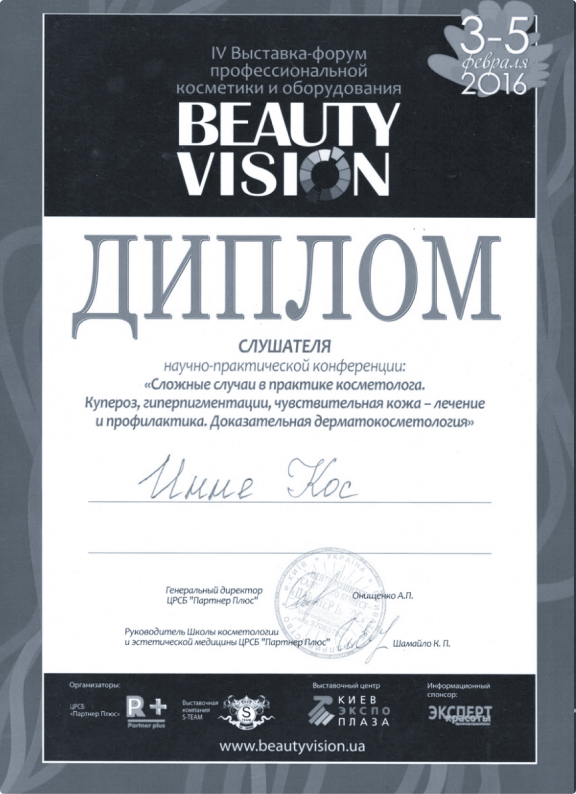 3-5
февраля
2016
IV Выставка-форум
профессиональной
косметики и оборудования
BEAUTY
VISION
ДИПЛОМ
СЛУШАТЕЛЯ
научно-практической конференции:
«Сложные случаи в практике косметолога.
Купероз, гиперпигментации, чувствительная кожа – лечение
и профилактика. Доказательная дерматокосметология»
Инне Кос
Генеральный директор
ЦРСБ "Партнер Плюс"
Онищенко А.П.
КИЇВ * УКРАЇНА
Руководитель Школы косметологии
и эстетической медицины ЦРСБ "Партнер Плюс"
Шамайло К. П.
Организаторы:
ЦРСБ
«Партнер Плюс»
Partner plus
Выставочная
компания
S-TEAM
S
Выставочный центр
КИЕВ
ЭКСПО
ПЛАЗА
Информационный
спонсор:
ЭКСПЕРТ
красоты
www.beautyvision.ua